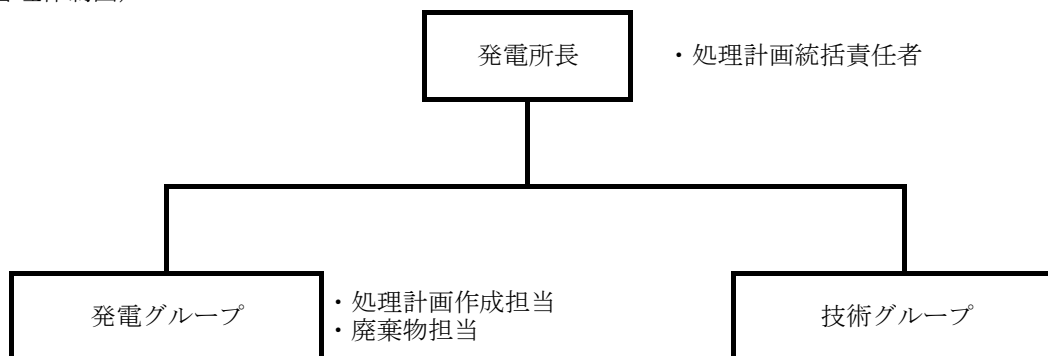 発電所長
・処理計画統括責任者
発電グループ
・処理計画作成担当
・廃棄物担当
技術グループ